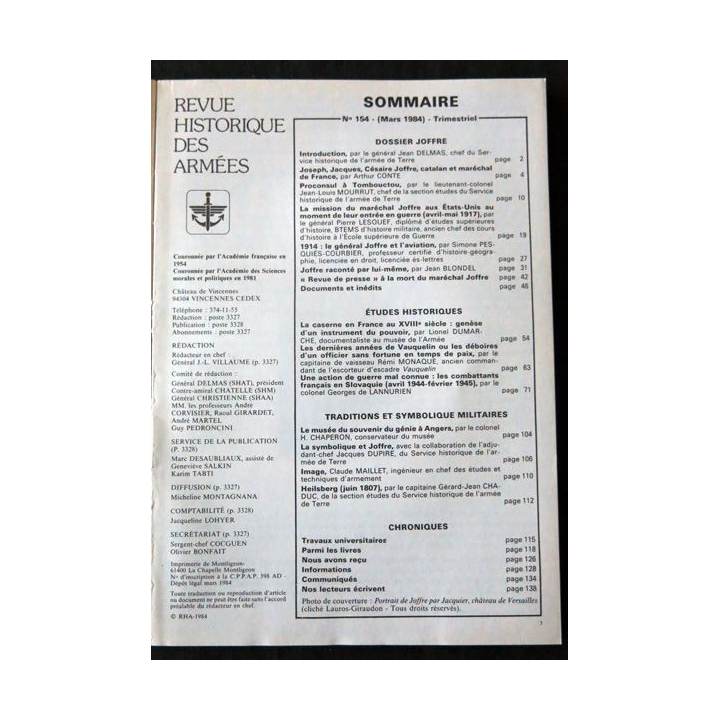 REVUE
HISTORIQUE
DES
ARMÉES
Couronnée par l'Académie française en
1954
Couronnée par l'Académie des Sciences
morales et politiques en 1981
Château de Vincennes
94304 VINCENNES CEDEX
Téléphone : 374-11-55
Rédaction : poste 3327
Publication : poste 3328
Abonnements : poste 3327
RÉDACTION
Rédacteur en chef :
Général J.-L. VILLAUME (p. 3327)
Comité de rédaction :
Général DELMAS (SHAT), président
Contre-amiral CHATELLE (SHM)
Général CHRISTIENNE (SHAA)
MM. les professeurs André
CORVISIER, Raoul GIRARDET,
André MARTEL
Guy PEDRONCINI
SERVICE DE LA PUBLICATION
(P. 3328)
Marc DESAUBLIAUX, assisté de
Geneviève SALKIN
Karim TABTI
DIFFUSION (p. 3327)
Micheline MONTAGNANA
COMPTABILITÉ (p. 3328)
Jacqueline LOHYER
SECRÉTARIAT (p. 3327)
Sergent-chef COCGUEN
Olivier BONFAIT
Imprimerie de Montligeon
61400 La Chapelle Montligeon
N° d'inscription à la C.P.P.A.P. 398 AD -
Dépôt légal mars 1984
Toute traduction ou reproduction d'article
ou document ne peut être faite sans l'accord
préalable du rédacteur en chef.
© RHA-1984
SOMMAIRE
N° 154 - (Mars 1984) - Trimestriel
DOSSIER JOFFRE
Introduction, par le général Jean DELMAS, chef du Ser-
vice historique de l'armée de Terre page 2
Joseph, Jacques, Césaire Joffre, catalan et maréchal
de France, par Arthur CONTE page 4
Proconsul à Tombouctou, par le lieutenant-colonel
Jean-Louis MOURRUT, chef de la section études du Service
historique de l'armée de Terre page 10
La mission du maréchal Joffre aux États-Unis au
moment de leur entrée en guerre (avril-mai 1917), par
le général Pierre LESOUEF, diplômé d'études supérieures
d'histoire, BTEMS d'histoire militaire, ancien chef des cours
d'histoire à l'École supérieure de Guerre page 19
1914 : le général Joffre et l'aviation, par Simone PES-
QUIÈS-COURBIER, professeur certifié d'histoire-géogra-
phie, licenciée en droit, licenciée ès-lettres page 27
Joffre raconté par lui-même, par Jean BLONDEL page 31
« Revue de presse » à la mort du maréchal Joffre page 42
Documents et inédits page 46
ÉTUDES HISTORIQUES
La caserne en France au XVIIIe siècle : genèse
d'un instrument du pouvoir, par Lionel DUMAR-
CHE, documentaliste au musée de l'Armée page 54
Les dernières années de Vauquelin ou les déboires
d'un officier sans fortune en temps de paix, par le
capitaine de vaisseau Rémi MONAQUE, ancien comman-
dant de l'escorteur d'escadre Vauquelin page 63
Une action de guerre mal connue : les combattants
français en Slovaquie (avril 1944-février 1945), par le
colonel Georges de LANNURIEN page 71
TRADITIONS ET SYMBOLIQUE MILITAIRES
Le musée du souvenir du génie à Angers, par le colonel
H. CHAPERON, conservateur du musée page 104
La symbolique et Joffre, avec la collaboration de l'adju-
dant-chef Jacques DUPIRE, du Service historique de l'ar-
mée de Terre page 106
Image, Claude MAILLET, ingénieur en chef des études et
techniques d'armement page 110
Heilsberg (juin 1807), par le capitaine Gérard-Jean CHA-
DUC, de la section études du Service historique de l'armée
de Terre page 112
CHRONIQUES
Travaux universitaires page 115
Parmi les livres page 118
Nous avons reçu page 126
Informations page 128
Communiqués page 134
Nos lecteurs écrivent page 138
Photo de couverture : Portrait de Joffre par Jacquier, château de Versailles
(cliché Lauros-Giraudon - Tous droits réservés).
1